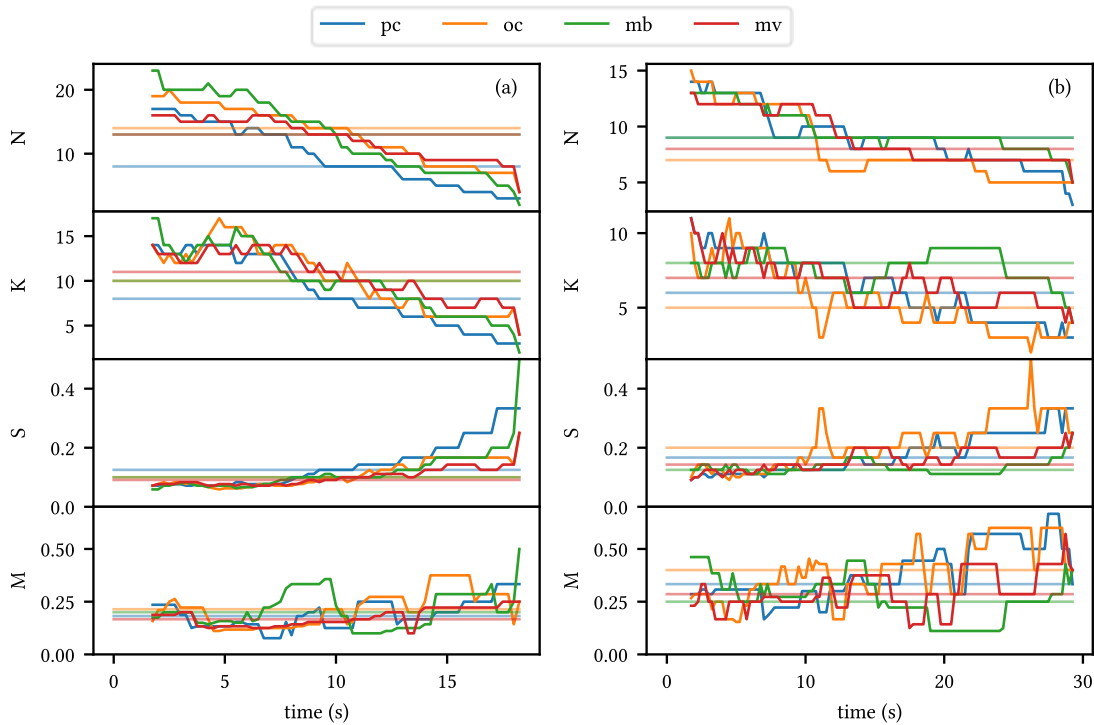 pc oc mb mv
(a) (b)
N 20 10
N 15 10 5
K 15 10 5
K 10 5
S 0.4 0.2 0.0
S 0.4 0.2 0.0
M 0.50 0.25 0.00
M 0.50 0.25 0.00
0 5 10 15
0 10 20 30
time (s) time (s)